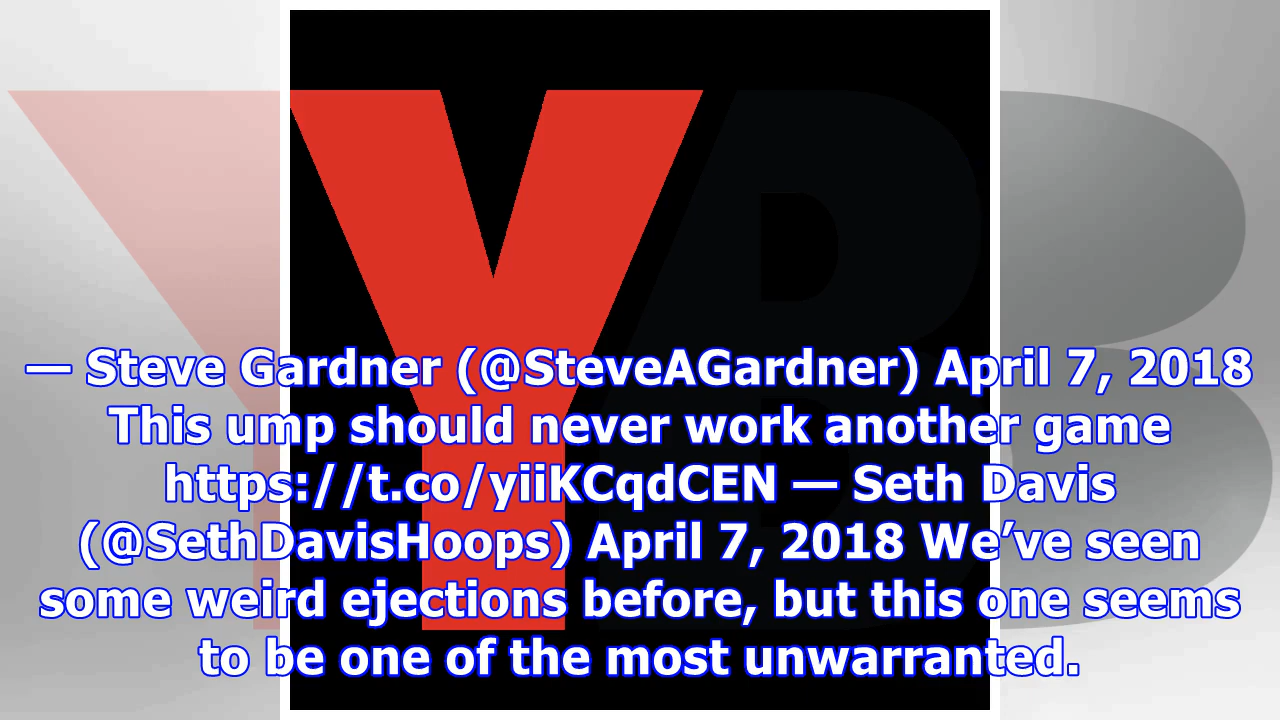 YB
— Steve Gardner (@SteveAGardner) April 7, 2018
This ump should never work another game
https://t.co/yiiKCqdCEN — Seth Davis
(@SethDavisHoops) April 7, 2018 We’ve seen
some weird ejections before, but this one seems
to be one of the most unwarranted.